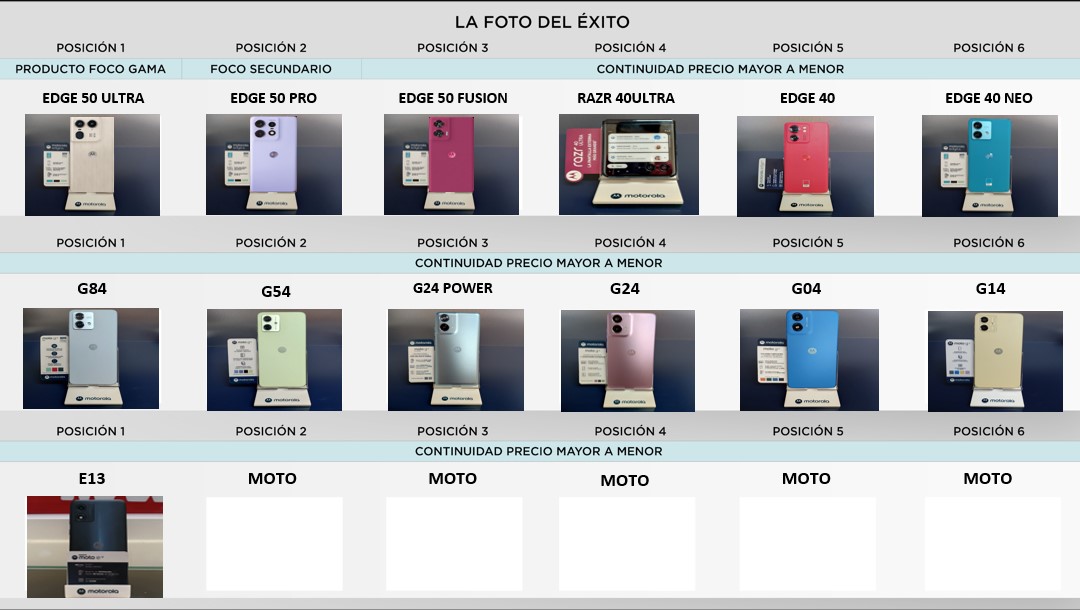 LA FOTO DEL ÉXITO
POSICIÓN 1 POSICIÓN 2 POSICIÓN 3 POSICIÓN 4 POSICIÓN 5 POSICIÓN 6
PRODUCTO FOCO GAMA FOCO SECUNDARIO CONTINUIDAD PRECIO MAYOR A MENOR
EDGE 50 ULTRA EDGE 50 PRO EDGE 50 FUSION RAZR 40ULTRA EDGE 40 EDGE 40 NEO
razr 40 ULTRA
motorola motorola motorola motorola motorola motorola
POSICIÓN 1 POSICIÓN 2 POSICIÓN 3 POSICIÓN 4 POSICIÓN 5 POSICIÓN 6
CONTINUIDAD PRECIO MAYOR A MENOR
G84 G54 G24 POWER G24 G04 G14
motorola motorola motorola motorola motorola motorola
POSICIÓN 1 POSICIÓN 2 POSICIÓN 3 POSICIÓN 4 POSICIÓN 5 POSICIÓN 6
CONTINUIDAD PRECIO MAYOR A MENOR
E13 MOTO MOTO MOTO MOTO MOTO
moto e13
motorola